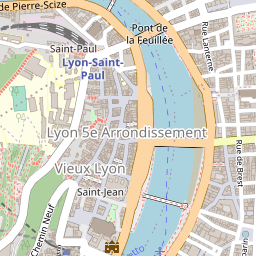 de Pierre-Scize
Pont de
la Feuillée
Rue Lanterne
Saint-Paul
Lyon-Saint-
Paul
Lyon 5e Arrondissement
Rue de Brest
Vieux Lyon
Saint-Jean
Chemin Neuf